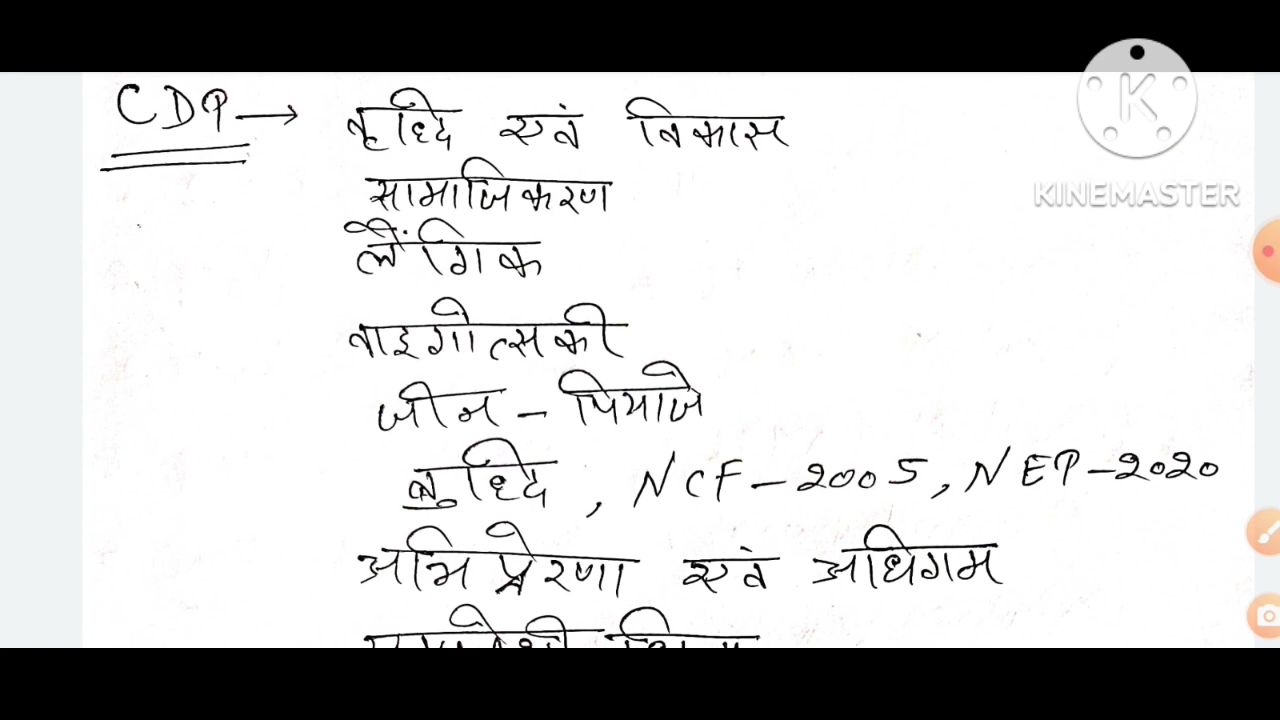 CDP → वृध्दि एवं विकास
सामाजिकरण
लैंगिक
वाइगोत्सकी
जीन - पियाजे
बुध्दि, NCF-2005, NEP-2020
अभिप्रेरणा एवं अधिगम
K
KINEMASTER